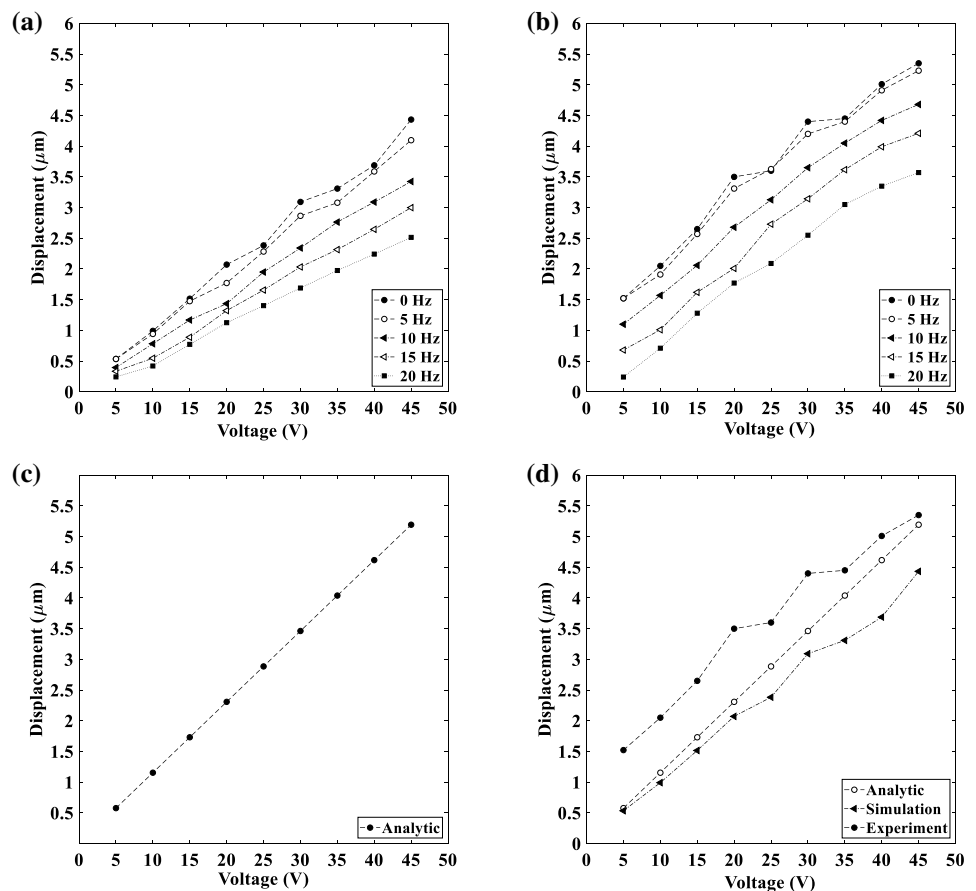 (a)
6
5.5
5
4.5
4
3.5
3
2.5
2
1.5
1
0.5
0
Displacement (μm)
0 Hz
5 Hz
10 Hz
15 Hz
20 Hz
0 5 10 15 20 25 30 35 40 45 50
Voltage (V)
(b)
6
5.5
5
4.5
4
3.5
3
2.5
2
1.5
1
0.5
0
Displacement (μm)
0 Hz
5 Hz
10 Hz
15 Hz
20 Hz
0 5 10 15 20 25 30 35 40 45 50
Voltage (V)
(c)
5.5
5
4.5
4
3.5
3
2.5
2
1.5
1
0.5
Displacement (μm)
Analytic
0 5 10 15 20 25 30 35 40 45 50
Voltage (V)
(d)
6
5.5
5
4.5
4
3.5
3
2.5
2
1.5
1
0.5
0
Displacement (μm)
Analytic
Simulation
Experiment
0 5 10 15 20 25 30 35 40 45 50
Voltage (V)